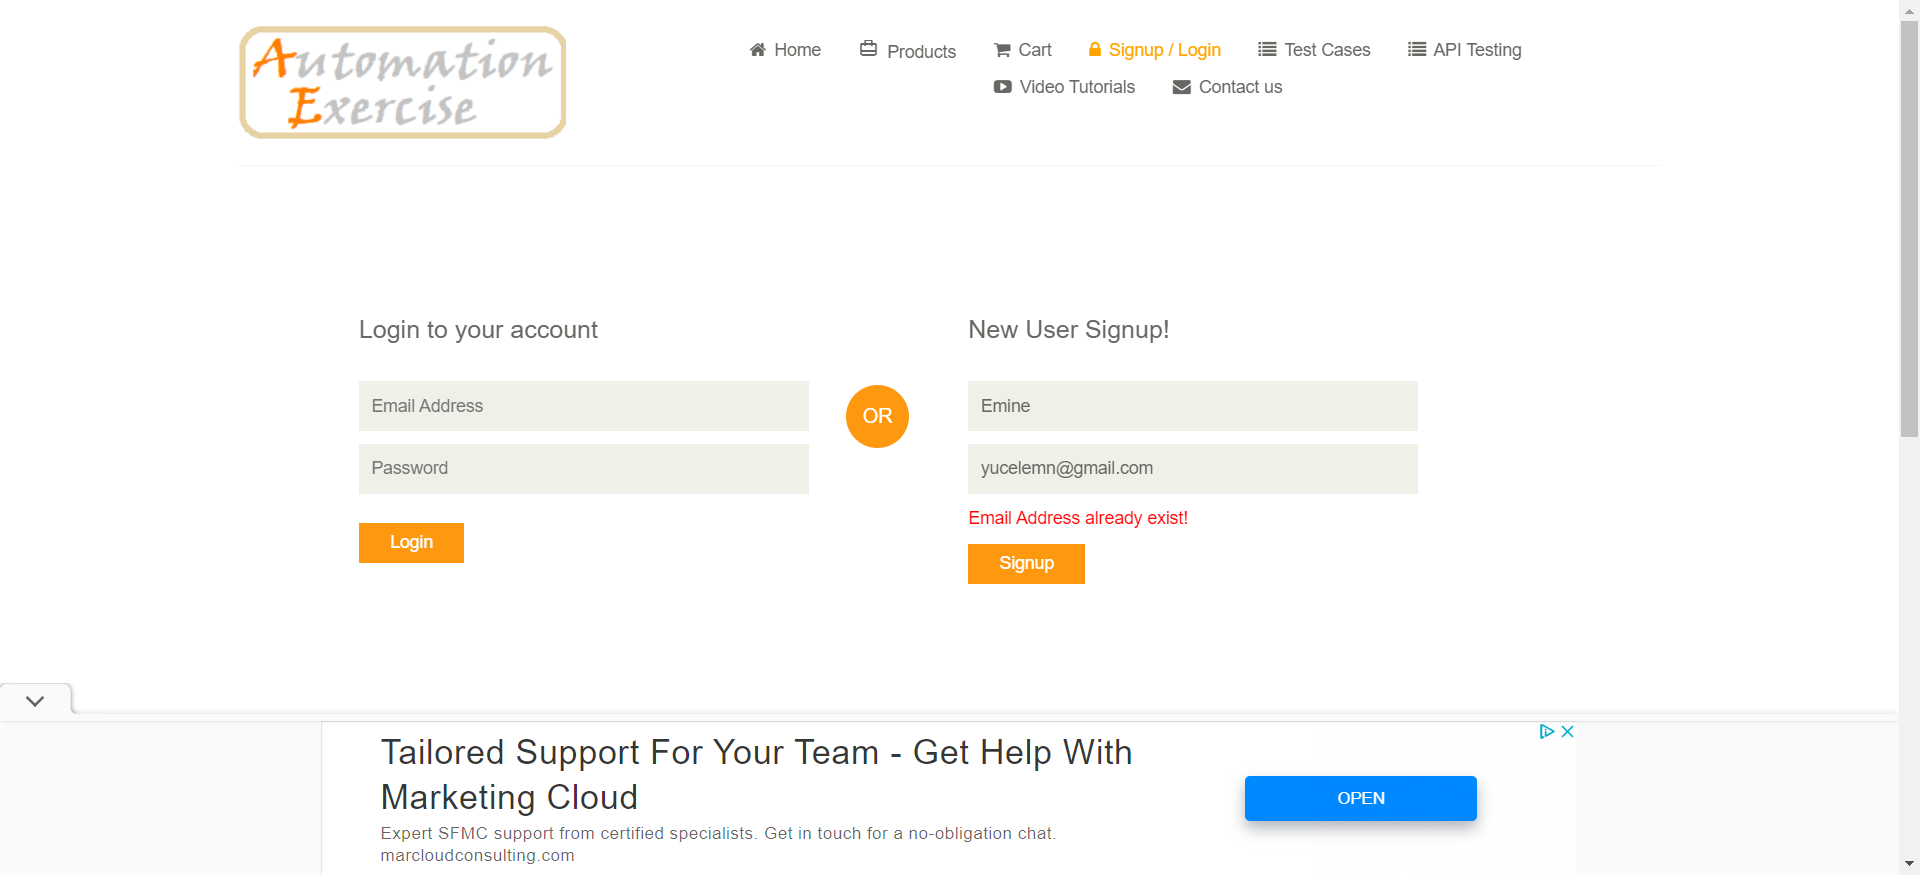 Automation
Exercise
Home
Products
Cart
Signup / Login
Test Cases
API Testing
Video Tutorials
Contact us
Login to your account
Email Address
Password
Login
OR
New User Signup!
Emine
yucelemn@gmail.com
Email Address already exist!
Signup
Tailored Support For Your Team - Get Help With
Marketing Cloud
Expert SFMC support from certified specialists. Get in touch for a no-obligation chat.
marcloudconsulting.com
OPEN